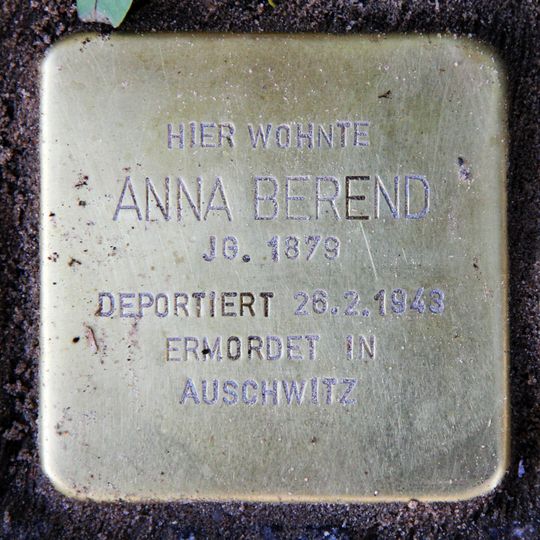 HIER WOHNTE
ANNA BEREND
JG. 1879
DEPORTIERT 26.2.1943
ERMORDET IN
AUSCHWITZ